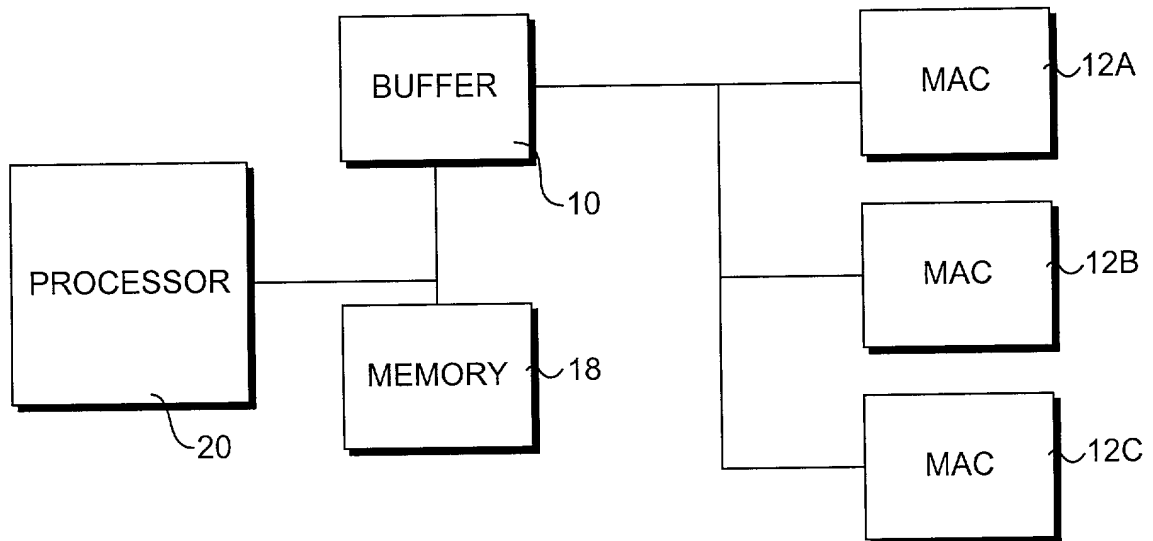 BUFFER
10
MAC
12A
PROCESSOR
20
MEMORY
18
MAC
12B
MAC
12C